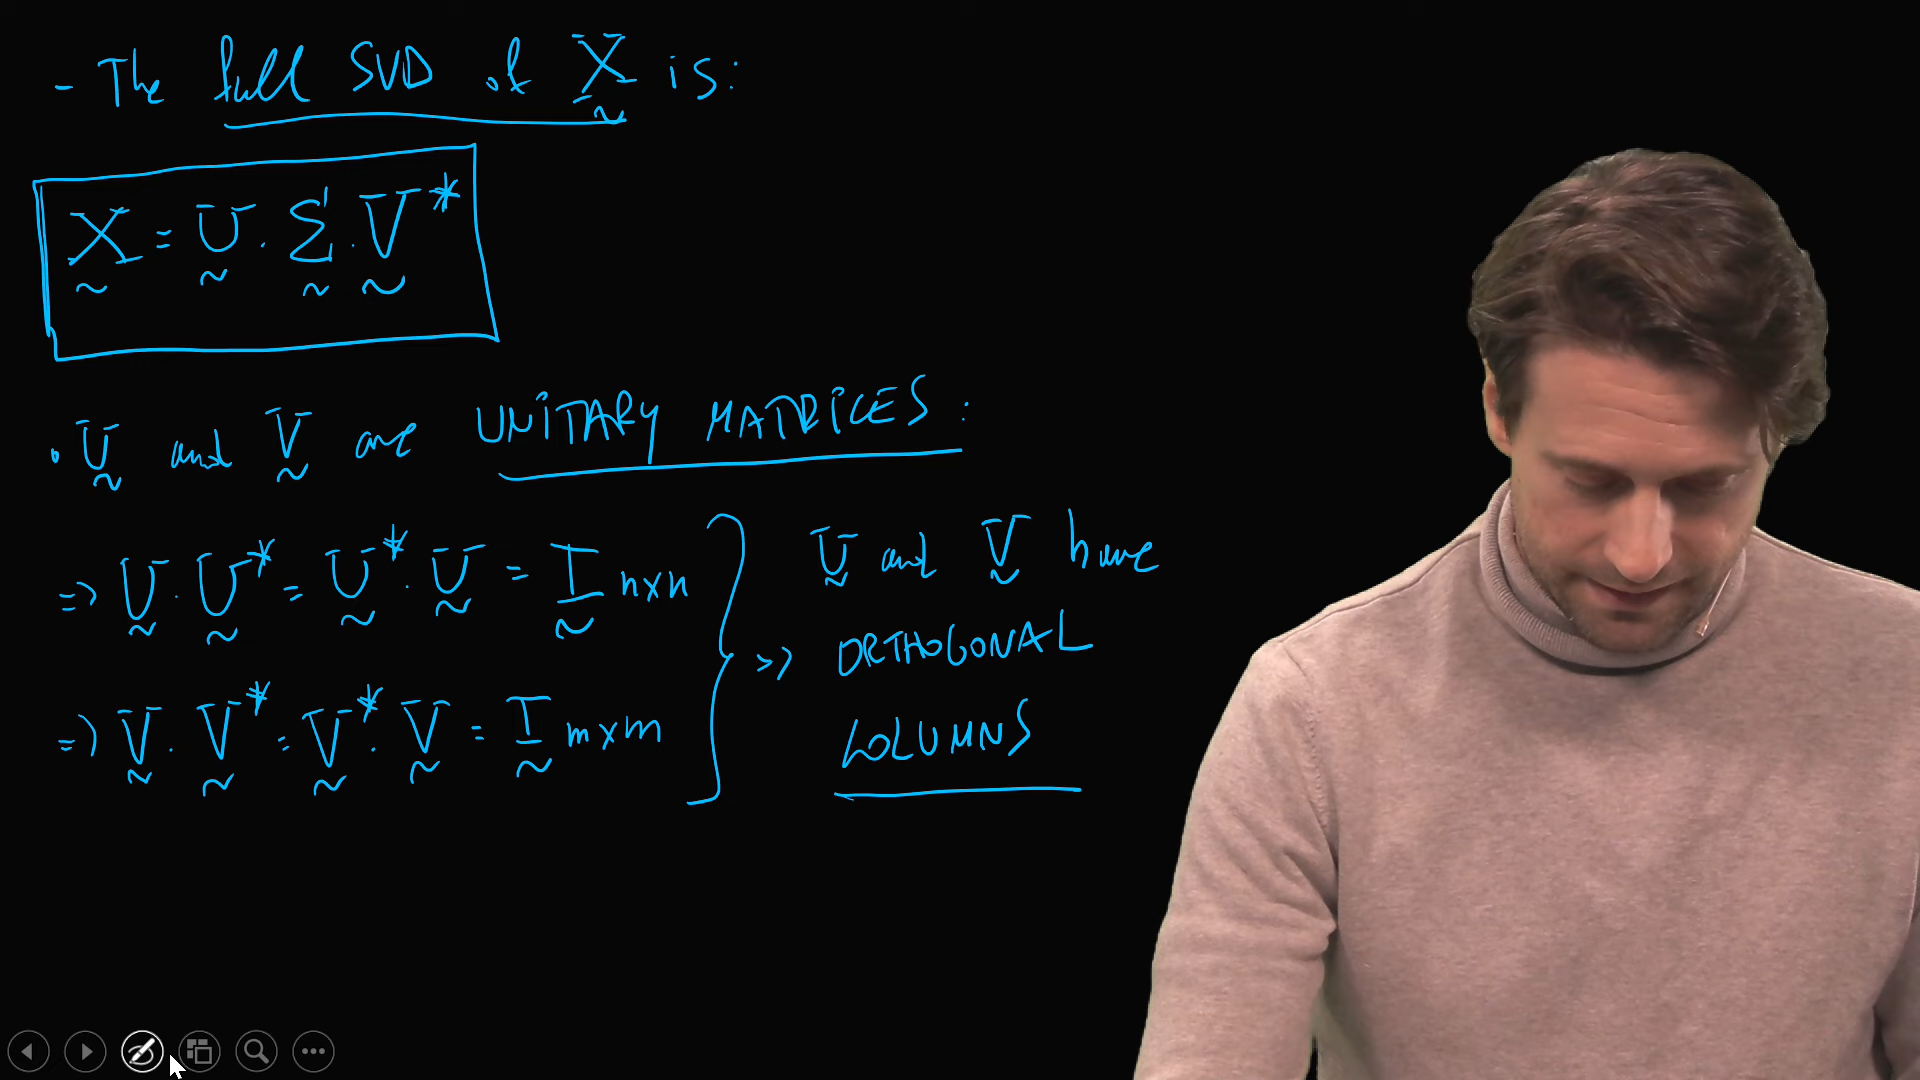 - The full SVD of X is:
X = U · Σ · V*
• U and V are UNITARY MATRICES:
=> U · U* = U* · U = I nxn
=> V · V* = V* · V = I mxm
=> U and V have
ORTHOGONAL
COLUMNS